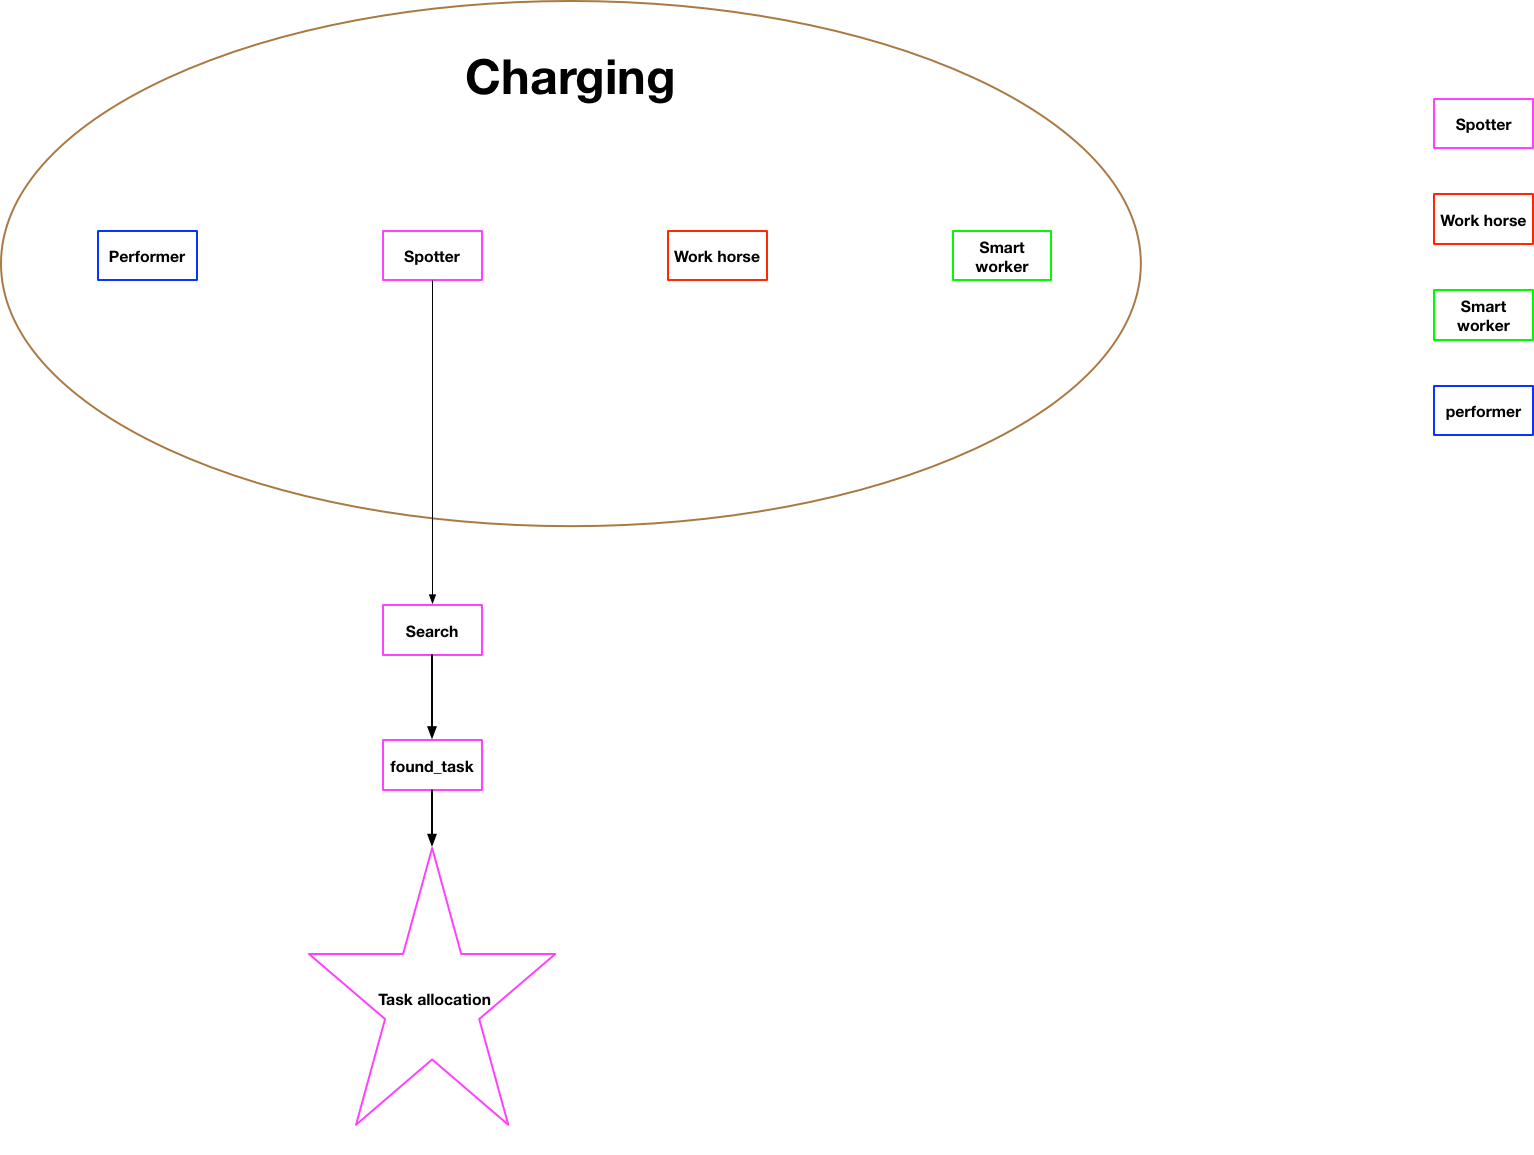 Charging
Performer
Spotter
Work horse
Smart
worker
Search
found_task
Task allocation
Spotter
Work horse
Smart
worker
performer